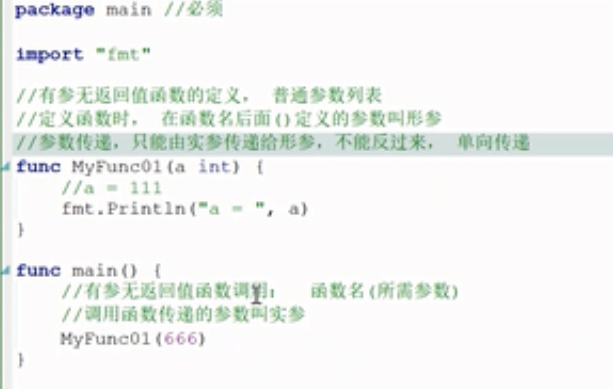 package main //必须
import "fmt"
//有参无返回值函数的定义， 普通参数列表
//定义函数时， 在函数名后面()定义的参数叫形参
//参数传递，只能由实参传递给形参，不能反过来， 单向传递
func MyFunc01(a int) {
//a = 111
fmt.Println("a = ", a)
}
func main() {
//有参无返回值函数调用： 函数名(所需参数)
//调用函数传递的参数叫实参
MyFunc01(666)
}